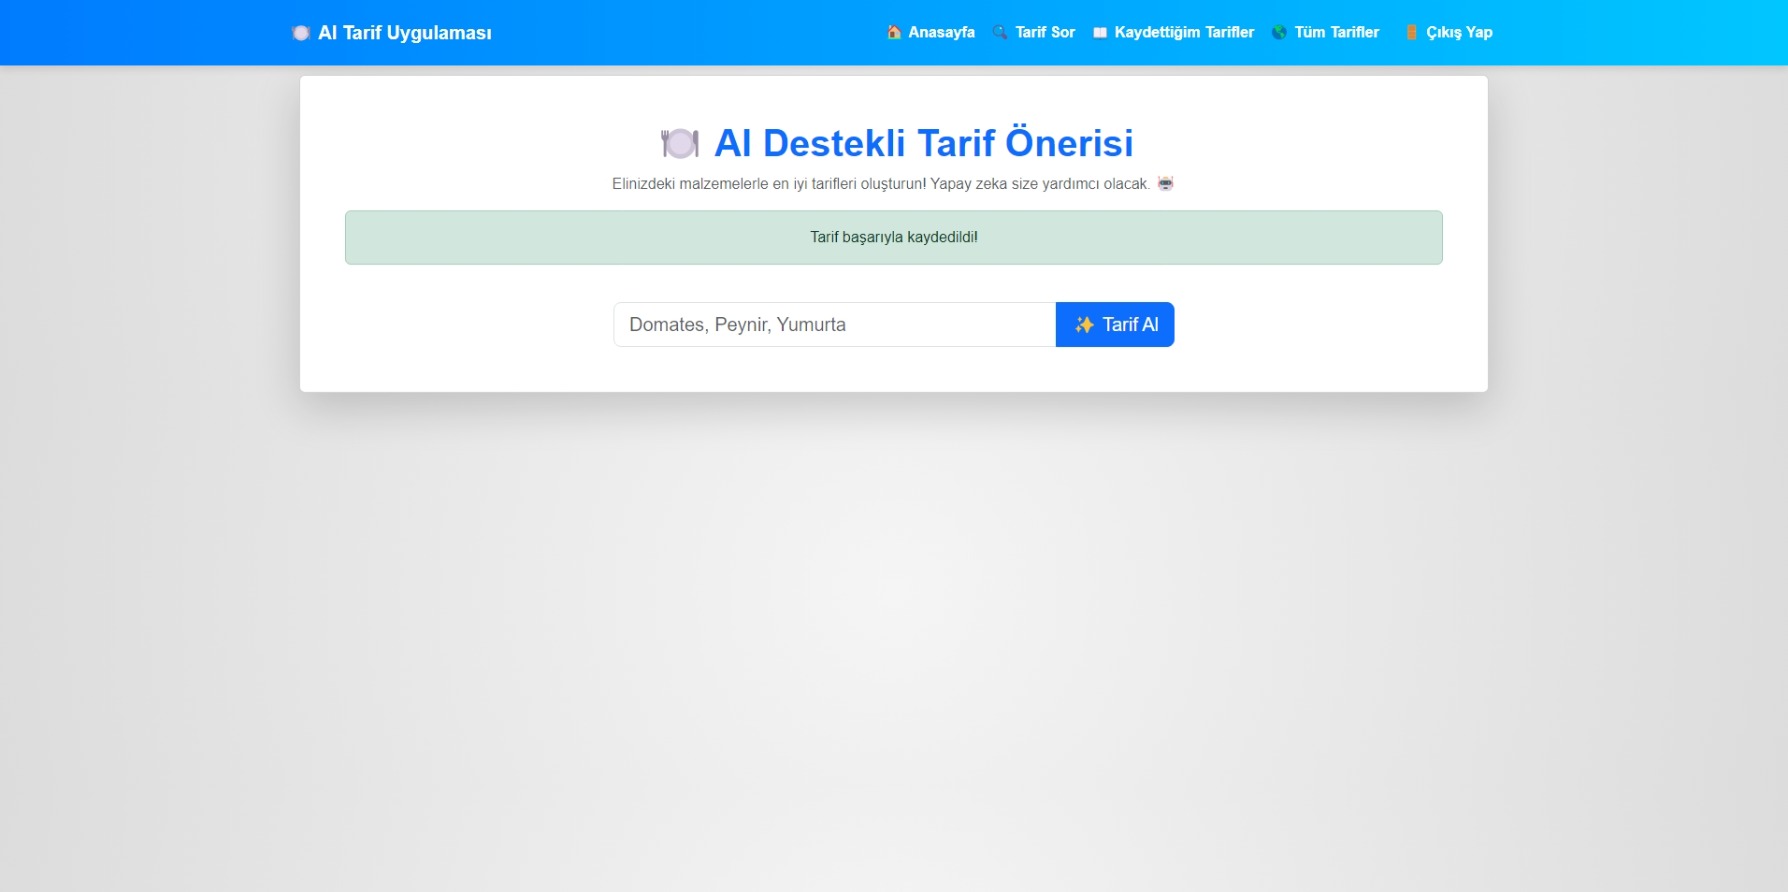 AI Tarif Uygulaması
Anasayfa Tarif Sor Kaydettiğim Tarifler Tüm Tarifler Çıkış Yap
AI Destekli Tarif Önerisi
Elinizdeki malzemelerle en iyi tarifleri oluşturun! Yapay zeka size yardımcı olacak.
Tarif başarıyla kaydedildi!
Domates, Peynir, Yumurta
Tarif Al